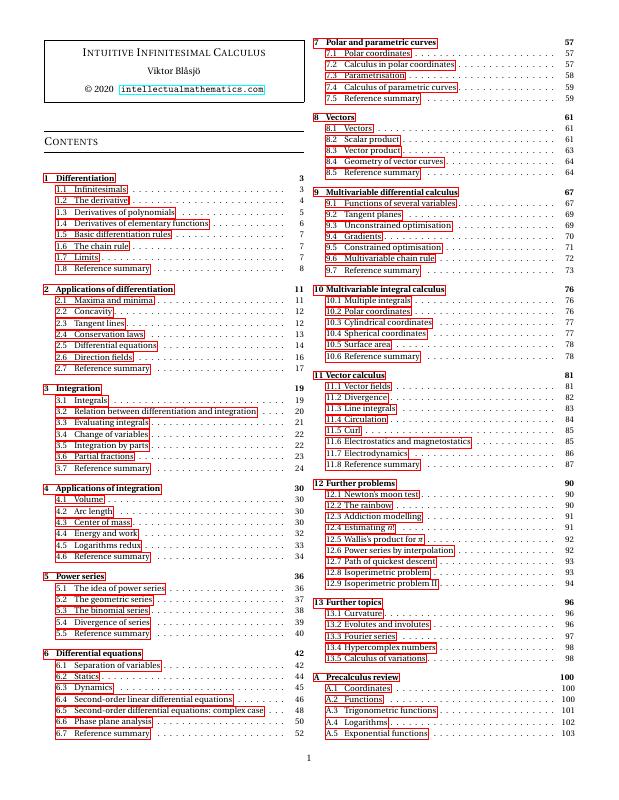 INTUITIVE INFINITESIMAL CALCULUS
Viktor Blåsjö
© 2020 intellectualmathematics.com
CONTENTS
1 Differentiation 3
1.1 Infinitesimals . . . . . . . . . . 3
1.2 The derivative . . . . . . . . . . 4
1.3 Derivatives of polynomials . . . . . . . . . . 5
1.4 Derivatives of elementary functions . . . . . . . . . . 6
1.5 Basic differentiation rules . . . . . . . . . . 7
1.6 The chain rule . . . . . . . . . . 7
1.7 Limits . . . . . . . . . . 7
1.8 Reference summary . . . . . . . . . . 8
2 Applications of differentiation 11
2.1 Maxima and minima . . . . . . . . . . 11
2.2 Concavity . . . . . . . . . . 12
2.3 Tangent lines . . . . . . . . . . 12
2.4 Conservation laws . . . . . . . . . . 13
2.5 Differential equations . . . . . . . . . . 14
2.6 Direction fields . . . . . . . . . . 16
2.7 Reference summary . . . . . . . . . . 17
3 Integration 19
3.1 Integrals . . . . . . . . . . 19
3.2 Relation between differentiation and integration . . . . 20
3.3 Evaluating integrals . . . . . . . . . . 21
3.4 Change of variables . . . . . . . . . . 22
3.5 Integration by parts . . . . . . . . . . 22
3.6 Partial fractions . . . . . . . . . . 23
3.7 Reference summary . . . . . . . . . . 24
4 Applications of integration 30
4.1 Volume . . . . . . . . . . 30
4.2 Arc length . . . . . . . . . . 30
4.3 Center of mass . . . . . . . . . . 30
4.4 Energy and work . . . . . . . . . . 32
4.5 Logarithms redux . . . . . . . . . . 33
4.6 Reference summary . . . . . . . . . . 34
5 Power series 36
5.1 The idea of power series . . . . . . . . . . 36
5.2 The geometric series . . . . . . . . . . 37
5.3 The binomial series . . . . . . . . . . 38
5.4 Divergence of series . . . . . . . . . . 39
5.5 Reference summary . . . . . . . . . . 40
6 Differential equations 42
6.1 Separation of variables . . . . . . . . . . 42
6.2 Statics . . . . . . . . . . 44
6.3 Dynamics . . . . . . . . . . 45
6.4 Second-order linear differential equations . . . . . . . . 46
6.5 Second-order differential equations: complex case . . . 48
6.6 Phase plane analysis . . . . . . . . . . 50
6.7 Reference summary . . . . . . . . . . 52
7 Polar and parametric curves 57
7.1 Polar coordinates . . . . . . . . . . 57
7.2 Calculus in polar coordinates . . . . . . . . . . 57
7.3 Parametrisation . . . . . . . . . . 58
7.4 Calculus of parametric curves . . . . . . . . . . 59
7.5 Reference summary . . . . . . . . . . 59
8 Vectors 61
8.1 Vectors . . . . . . . . . . 61
8.2 Scalar product . . . . . . . . . . 61
8.3 Vector product . . . . . . . . . . 63
8.4 Geometry of vector curves . . . . . . . . . . 64
8.5 Reference summary . . . . . . . . . . 64
9 Multivariable differential calculus 67
9.1 Functions of several variables . . . . . . . . . . 67
9.2 Tangent planes . . . . . . . . . . 69
9.3 Unconstrained optimisation . . . . . . . . . . 69
9.4 Gradients . . . . . . . . . . 70
9.5 Constrained optimisation . . . . . . . . . . 71
9.6 Multivariable chain rule . . . . . . . . . . 72
9.7 Reference summary . . . . . . . . . . 73
10 Multivariable integral calculus 76
10.1 Multiple integrals . . . . . . . . . . 76
10.2 Polar coordinates . . . . . . . . . . 76
10.3 Cylindrical coordinates . . . . . . . . . . 77
10.4 Spherical coordinates . . . . . . . . . . 77
10.5 Surface area . . . . . . . . . . 78
10.6 Reference summary . . . . . . . . . . 78
11 Vector calculus 81
11.1 Vector fields . . . . . . . . . . 81
11.2 Divergence . . . . . . . . . . 82
11.3 Line integrals . . . . . . . . . . 83
11.4 Circulation . . . . . . . . . . 84
11.5 Curl . . . . . . . . . . 85
11.6 Electrostatics and magnetostatics . . . . . . . . . . 85
11.7 Electrodynamics . . . . . . . . . . 86
11.8 Reference summary . . . . . . . . . . 87
12 Further problems 90
12.1 Newton's moon test . . . . . . . . . . 90
12.2 The rainbow . . . . . . . . . . 90
12.3 Addiction modelling . . . . . . . . . . 91
12.4 Estimating n! . . . . . . . . . . 91
12.5 Wallis's product for π . . . . . . . . . . 92
12.6 Power series by interpolation . . . . . . . . . . 92
12.7 Path of quickest descent . . . . . . . . . . 93
12.8 Isoperimetric problem . . . . . . . . . . 93
12.9 Isoperimetric problem II . . . . . . . . . . 94
13 Further topics 96
13.1 Curvature . . . . . . . . . . 96
13.2 Evolutes and involutes . . . . . . . . . . 96
13.3 Fourier series . . . . . . . . . . 97
13.4 Hypercomplex numbers . . . . . . . . . . 98
13.5 Calculus of variations . . . . . . . . . . 98
A Precalculus review 100
A.1 Coordinates . . . . . . . . . . 100
A.2 Functions . . . . . . . . . . 100
A.3 Trigonometric functions . . . . . . . . . . 101
A.4 Logarithms . . . . . . . . . . 102
A.5 Exponential functions . . . . . . . . . . 103
1